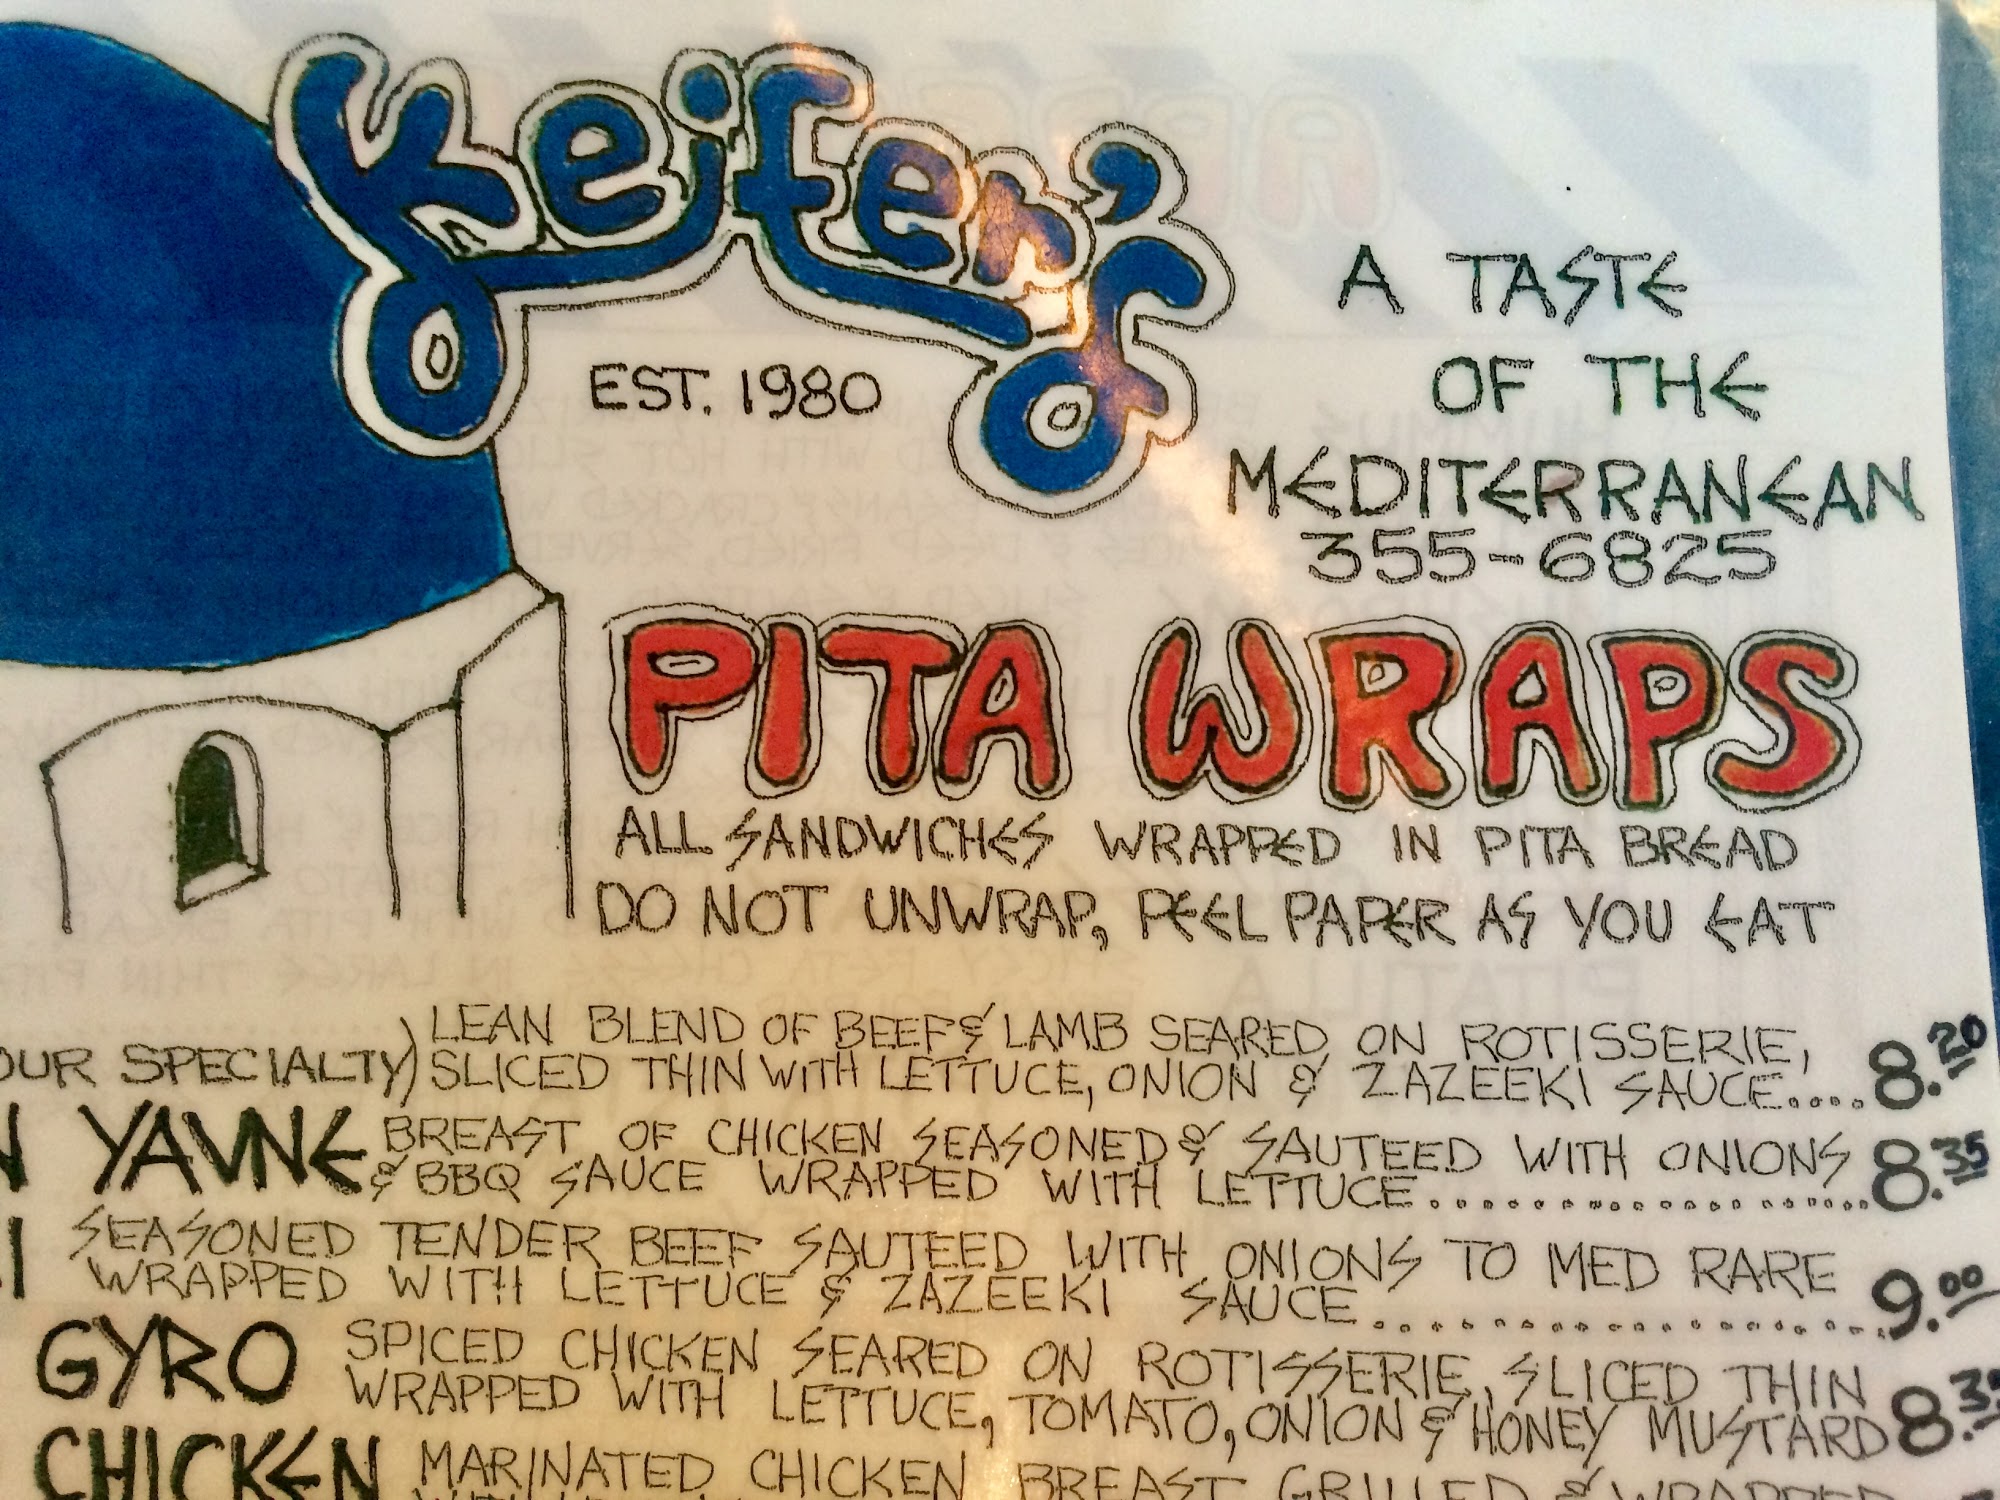 Keifer's
EST. 1980
A TASTE
OF THE
MEDITERRANEAN
355-6825
PITA WRAPS
ALL SANDWICHES WRAPPED IN PITA BREAD
DO NOT UNWRAP, PEEL PAPER AS YOU EAT
OUR SPECIALTY) LEAN BLEND OF BEEF & LAMB SEARED ON ROTISSERIE,
SLICED THIN WITH LETTUCE, ONION & ZAZEEKI SAUCE..... 8.20
YAVNE BREAST OF CHICKEN SEASONED & SAUTEED WITH ONIONS
& BBQ SAUCE WRAPPED WITH LETTUCE..................... 8.35
SEASONED TENDER BEEF SAUTEED WITH ONIONS TO MED RARE
WRAPPED WITH LETTUCE & ZAZEEKI SAUCE..................... 9.00
GYRO SPICED CHICKEN SEARED ON ROTISSERIE, SLICED THIN
WRAPPED WITH LETTUCE, TOMATO, ONION & HONEY MUSTARD 8.35
CHICKEN MARINATED CHICKEN BREAST GRILLED & WRAPPED